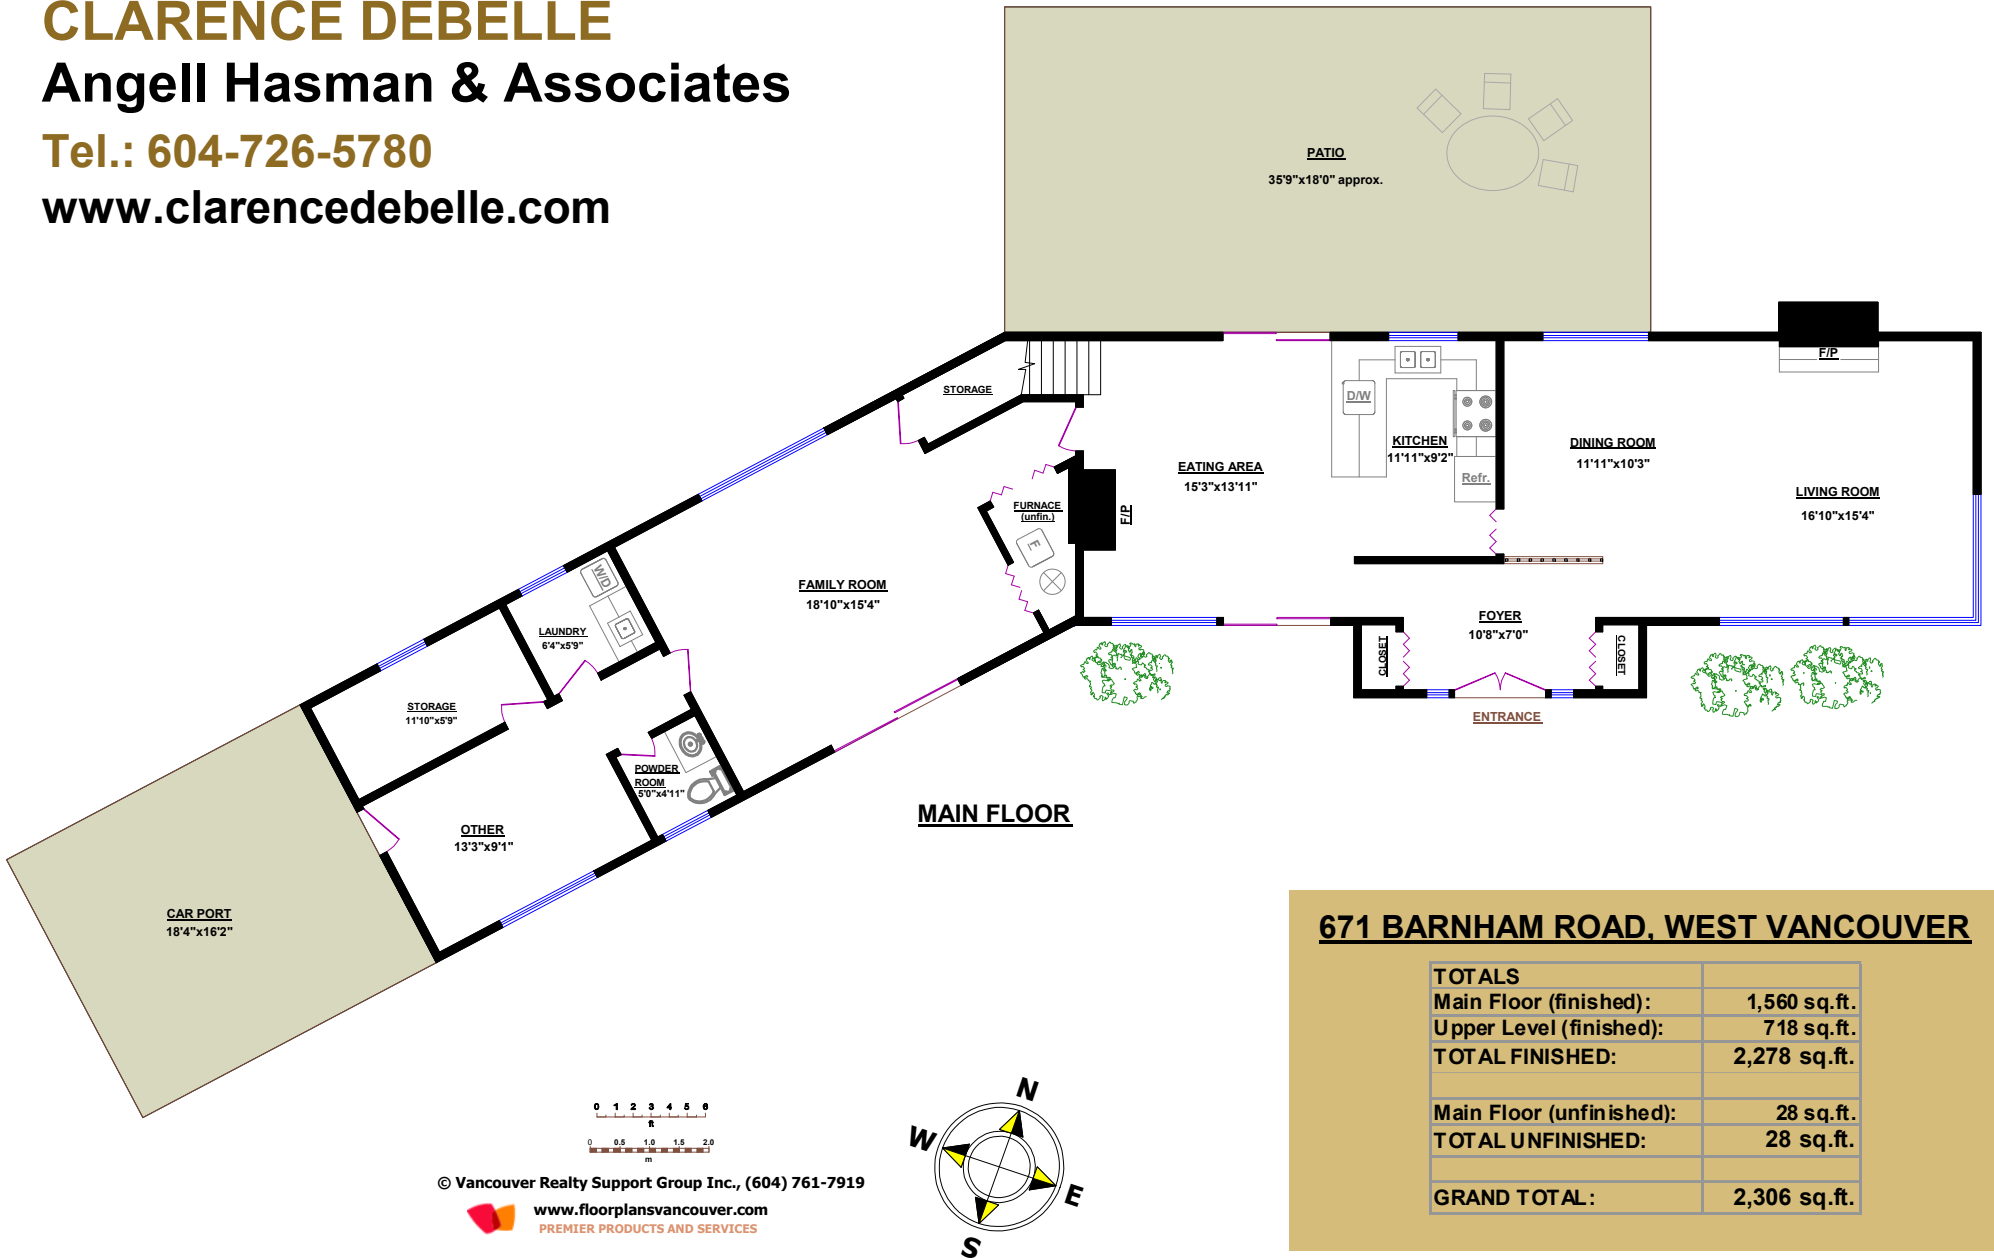 CLARENCE DEBELLE
Angell Hasman & Associates
Tel.: 604-726-5780
www.clarencedebelle.com
PATIO
35'9"x18'0" approx.
F/P
STORAGE
D/W
KITCHEN
11'11"x9'2"
Refr.
DINING ROOM
11'11"x10'3"
EATING AREA
15'3"x13'11"
LIVING ROOM
16'10"x15'4"
F/P
FURNACE
(unfin.)
F
W/D
FAMILY ROOM
18'10"x15'4"
LAUNDRY
6'4"x5'9"
FOYER
10'8"x7'0"
CLOSET
CLOSET
STORAGE
11'10"x5'9"
ENTRANCE
POWDER
ROOM
5'0"x4'11"
MAIN FLOOR
OTHER
13'3"x9'1"
CAR PORT
18'4"x16'2"
671 BARNHAM ROAD, WEST VANCOUVER
TOTALS
Main Floor (finished): 1,560 sq.ft.
Upper Level (finished): 718 sq.ft.
TOTAL FINISHED: 2,278 sq.ft.
Main Floor (unfinished): 28 sq.ft.
TOTAL UNFINISHED: 28 sq.ft.
GRAND TOTAL: 2,306 sq.ft.
0 1 2 3 4 5 6
ft
0 0.5 1.0 1.5 2.0
m
N
W
E
S
© Vancouver Realty Support Group Inc., (604) 761-7919
www.floorplansvancouver.com
PREMIER PRODUCTS AND SERVICES